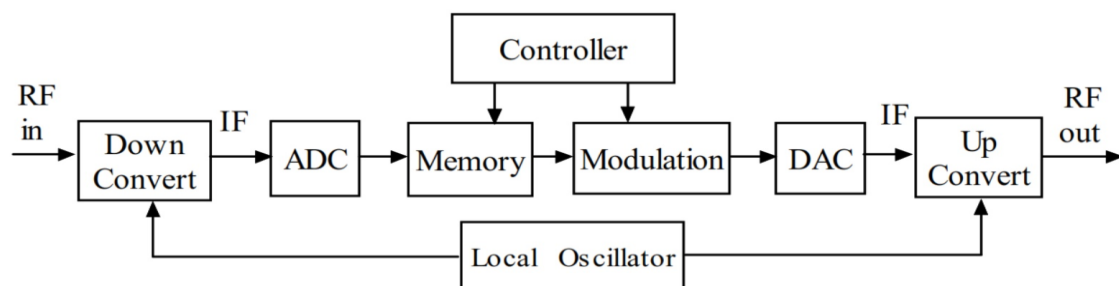 Controller
RF
in
Down
Convert
IF
ADC
Memory
Modulation
DAC
IF
Up
Convert
RF
out
Local Oscillator